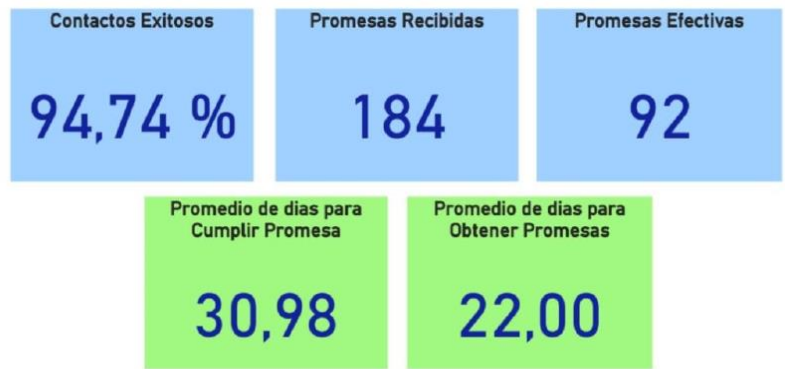 Contactos Exitosos
94,74 %
Promesas Recibidas
184
Promesas Efectivas
92
Promedio de dias para
Cumplir Promesa
30,98
Promedio de dias para
Obtener Promesas
22,00